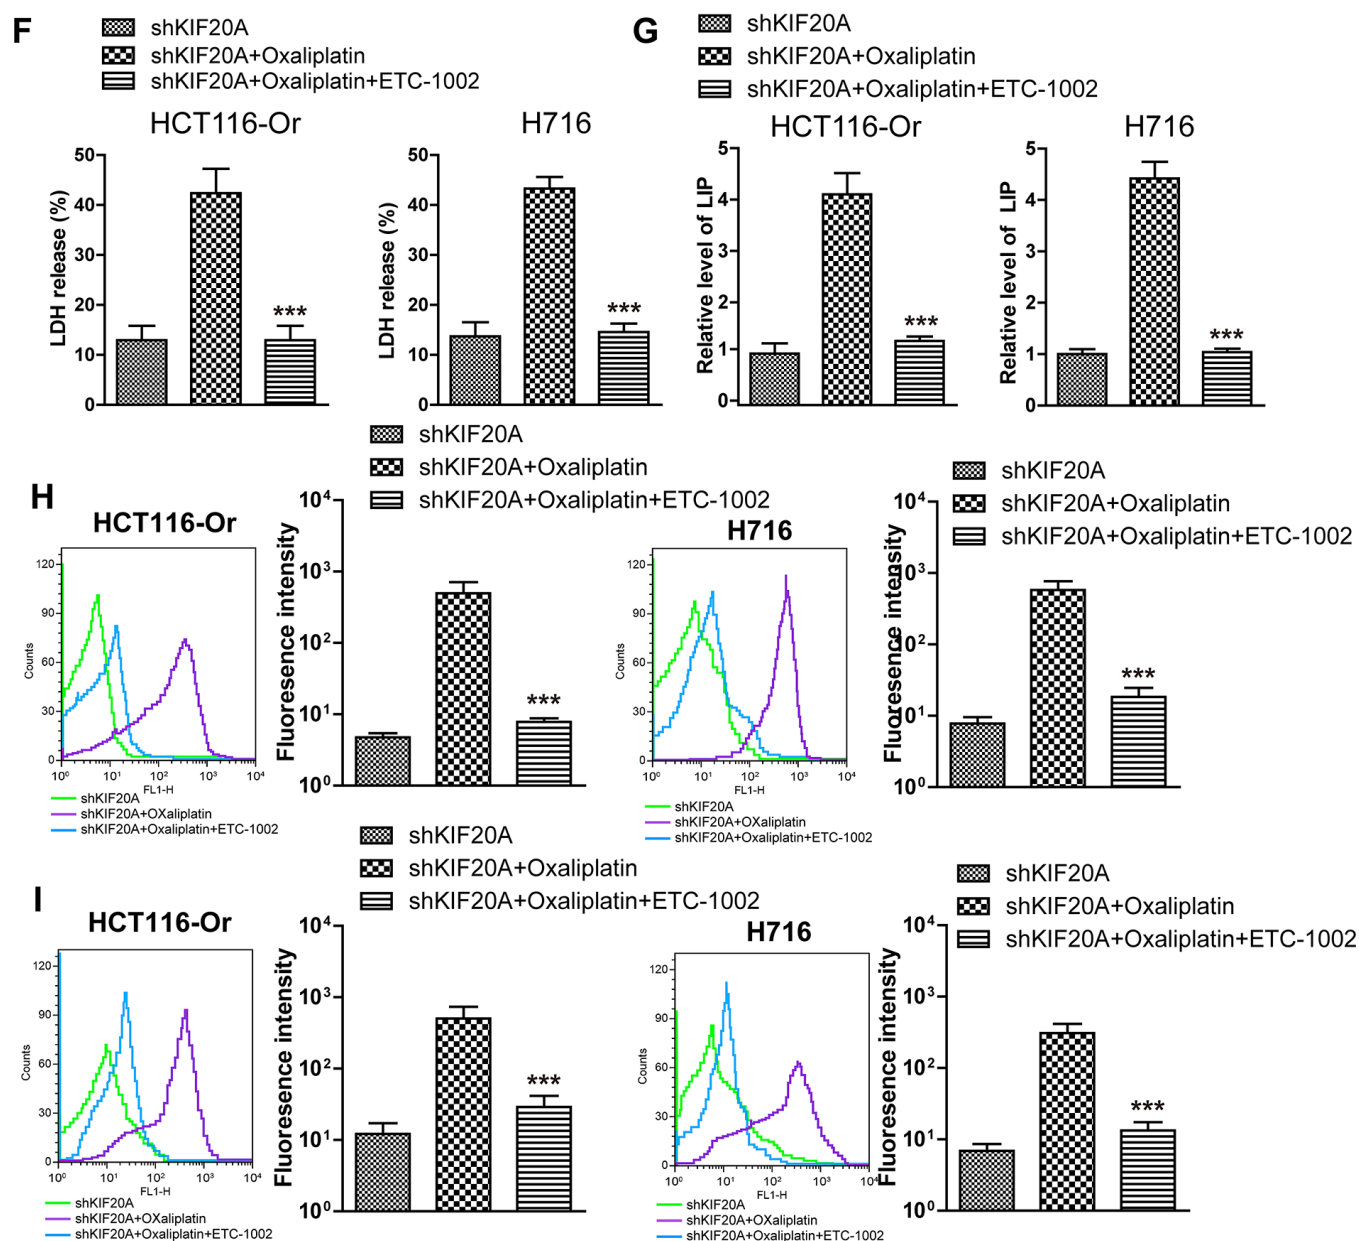 F
shKIF20A
shKIF20A+Oxaliplatin
shKIF20A+Oxaliplatin+ETC-1002
HCT116-Or
LDH release (%)
50
40
30
20
10
0
***
H716
LDH release (%)
50
40
30
20
10
0
***
G
shKIF20A
shKIF20A+Oxaliplatin
shKIF20A+Oxaliplatin+ETC-1002
HCT116-Or
Relative level of LIP
5
4
3
2
1
0
***
H716
Relative level of LIP
5
4
3
2
1
0
***
H
HCT116-Or
Counts
120
90
60
30
0
10⁰ 10¹ 10² 10³ 10⁴
FL1-H
shKIF20A
shKIF20A+OXaliplatin
shKIF20A+Oxaliplatin+ETC-1002
shKIF20A
shKIF20A+Oxaliplatin
shKIF20A+Oxaliplatin+ETC-1002
Fluoresence intensity
10⁴
10³
10²
10¹
10⁰
***
H716
Counts
120
90
60
30
0
10⁰ 10¹ 10² 10³ 10⁴
FL1-H
shKIF20A
shKIF20A+OXaliplatin
shKIF20A+Oxaliplatin+ETC-1002
shKIF20A
shKIF20A+Oxaliplatin
shKIF20A+Oxaliplatin+ETC-1002
Fluoresence intensity
10⁴
10³
10²
10¹
10⁰
***
I
HCT116-Or
Counts
120
90
60
30
0
10⁰ 10¹ 10² 10³ 10⁴
FL1-H
shKIF20A
shKIF20A+OXaliplatin
shKIF20A+Oxaliplatin+ETC-1002
shKIF20A
shKIF20A+Oxaliplatin
shKIF20A+Oxaliplatin+ETC-1002
Fluoresence intensity
10⁴
10³
10²
10¹
10⁰
***
H716
Counts
120
90
60
30
0
10⁰ 10¹ 10² 10³ 10⁴
FL1-H
shKIF20A
shKIF20A+OXaliplatin
shKIF20A+Oxaliplatin+ETC-1002
shKIF20A
shKIF20A+Oxaliplatin
shKIF20A+Oxaliplatin+ETC-1002
Fluoresence intensity
10⁴
10³
10²
10¹
10⁰
***